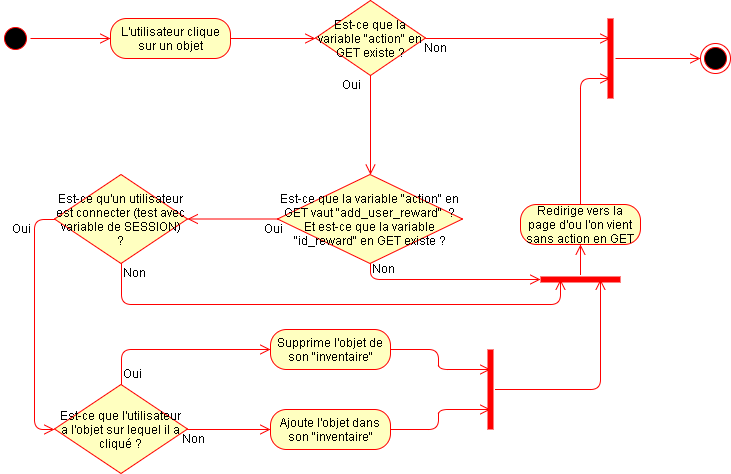 L'utilisateur clique
sur un objet
Est-ce que la
variable "action" en
GET existe ?
Non
Oui
Est-ce qu'un utilisateur
est connecter (test avec
variable de SESSION)
?
Oui
Non
Est-ce que la variable "action" en
GET vaut "add_user_reward" ?
Et est-ce que la variable
"id_reward" en GET existe ?
Oui
Non
Redirige vers la
page d'ou l'on vient
sans action en GET
Supprime l'objet de
son "inventaire"
Oui
Est-ce que l'utilisateur
a l'objet sur lequel il a
cliqué ?
Non
Ajoute l'objet dans
son "inventaire"